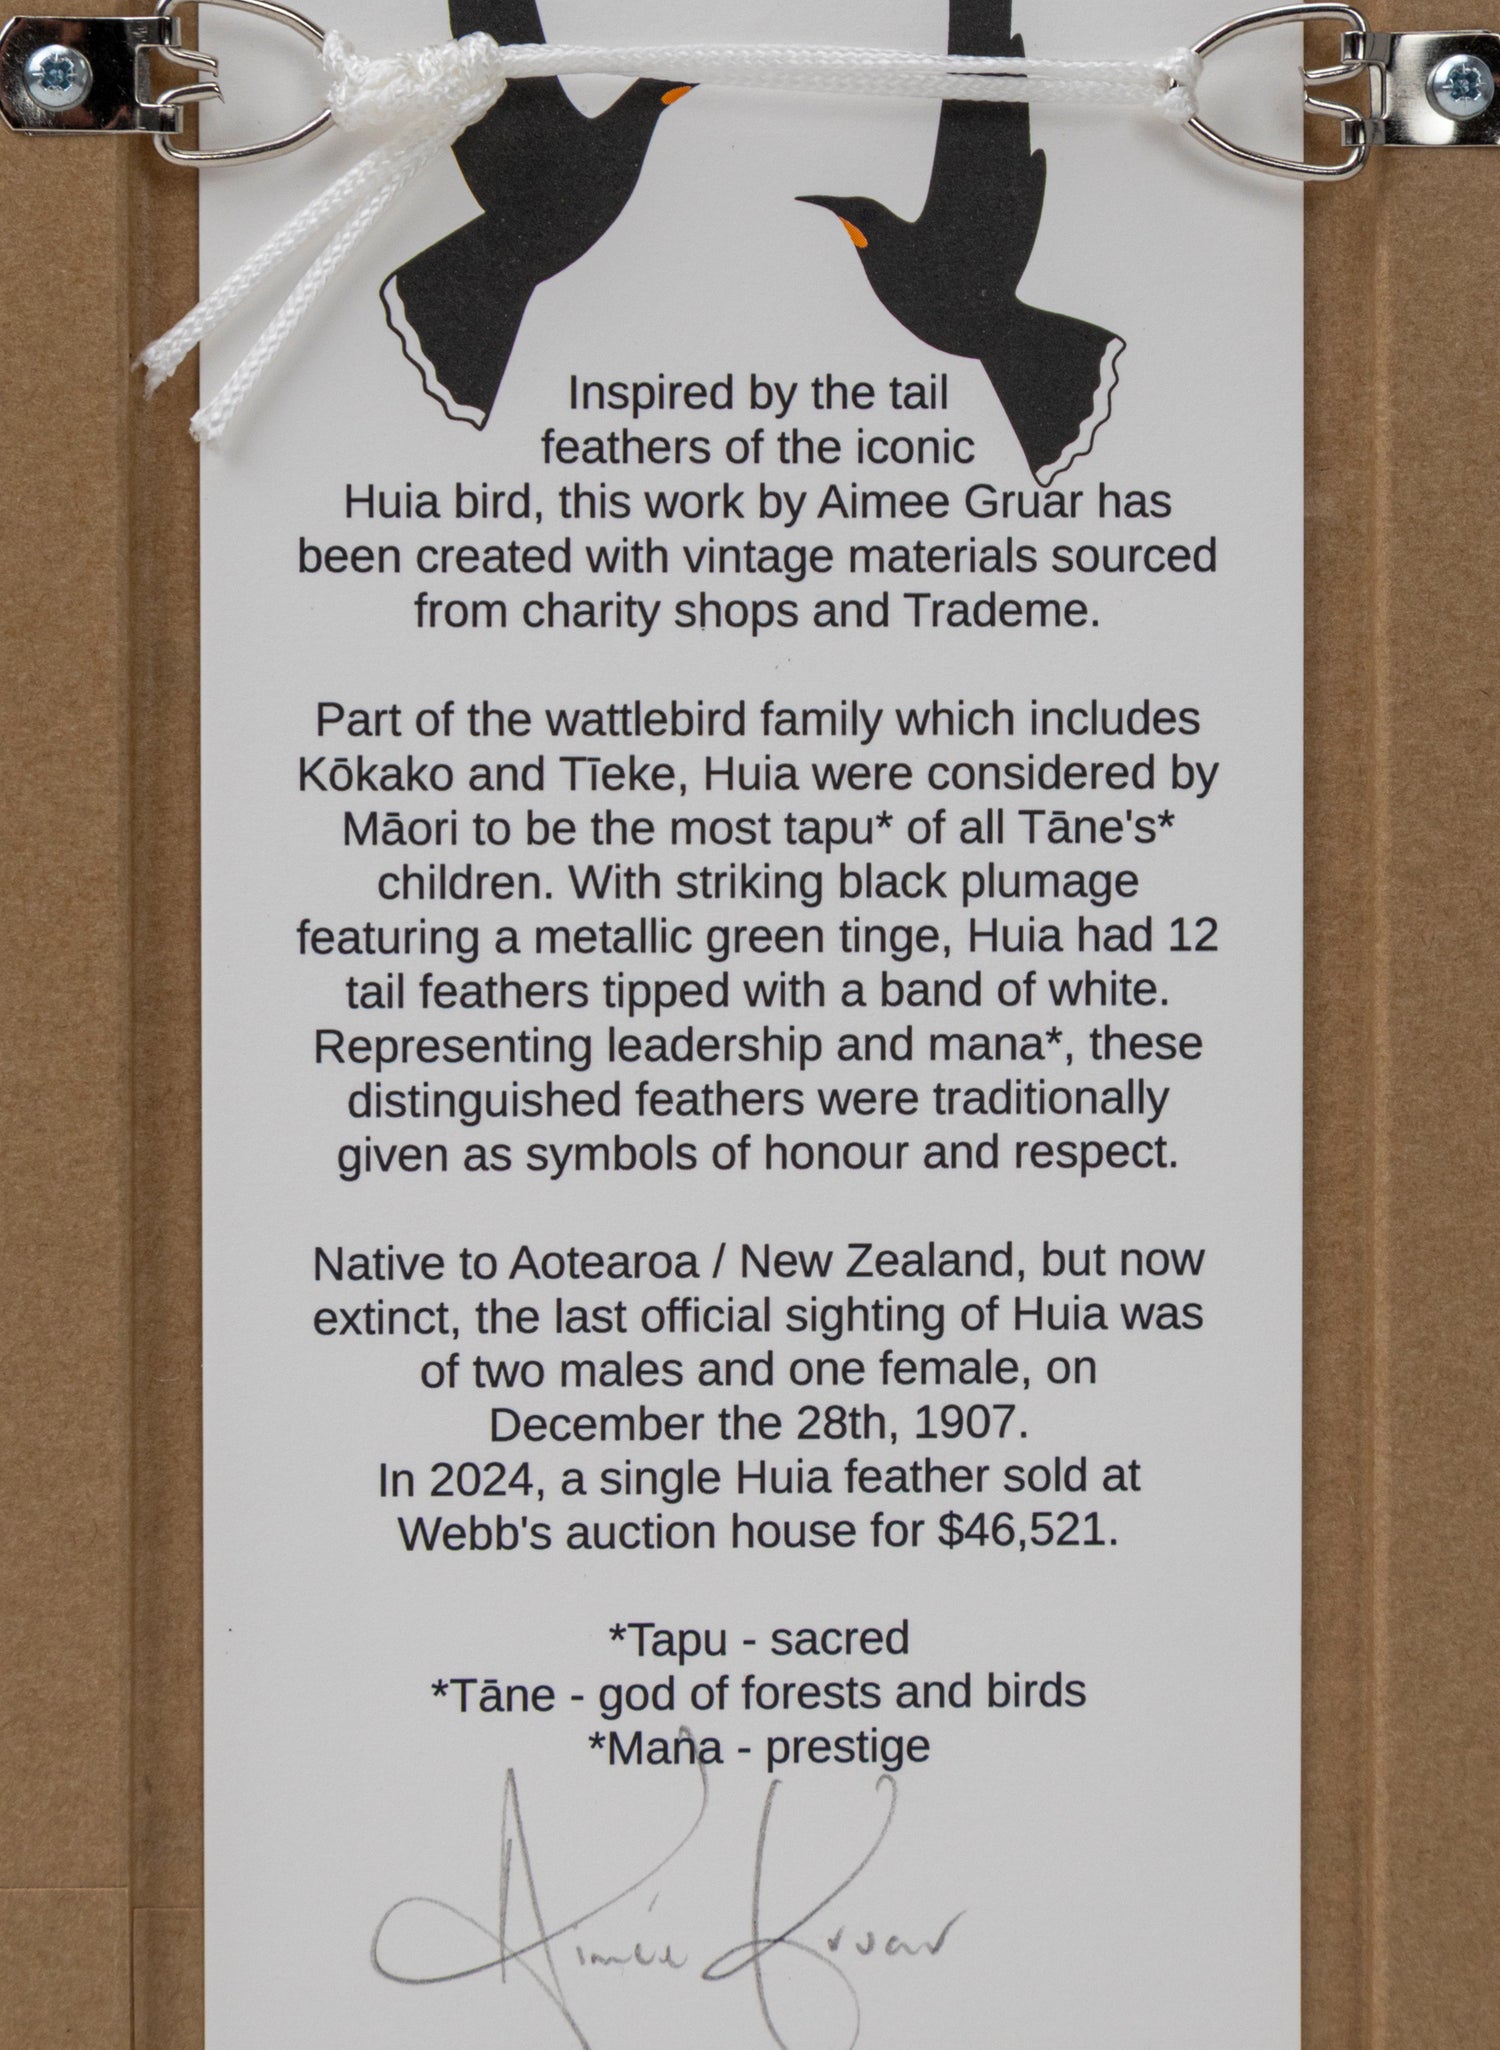 Inspired by the tail
feathers of the iconic
Huia bird, this work by Aimee Gruar has
been created with vintage materials sourced
from charity shops and Trademe.
Part of the wattlebird family which includes
Kōkako and Tīeke, Huia were considered by
Māori to be the most tapu* of all Tāne's*
children. With striking black plumage
featuring a metallic green tinge, Huia had 12
tail feathers tipped with a band of white.
Representing leadership and mana*, these
distinguished feathers were traditionally
given as symbols of honour and respect.
Native to Aotearoa / New Zealand, but now
extinct, the last official sighting of Huia was
of two males and one female, on
December the 28th, 1907.
In 2024, a single Huia feather sold at
Webb's auction house for $46,521.
*Tapu - sacred
*Tāne - god of forests and birds
*Mana - prestige
Aimée Gruar